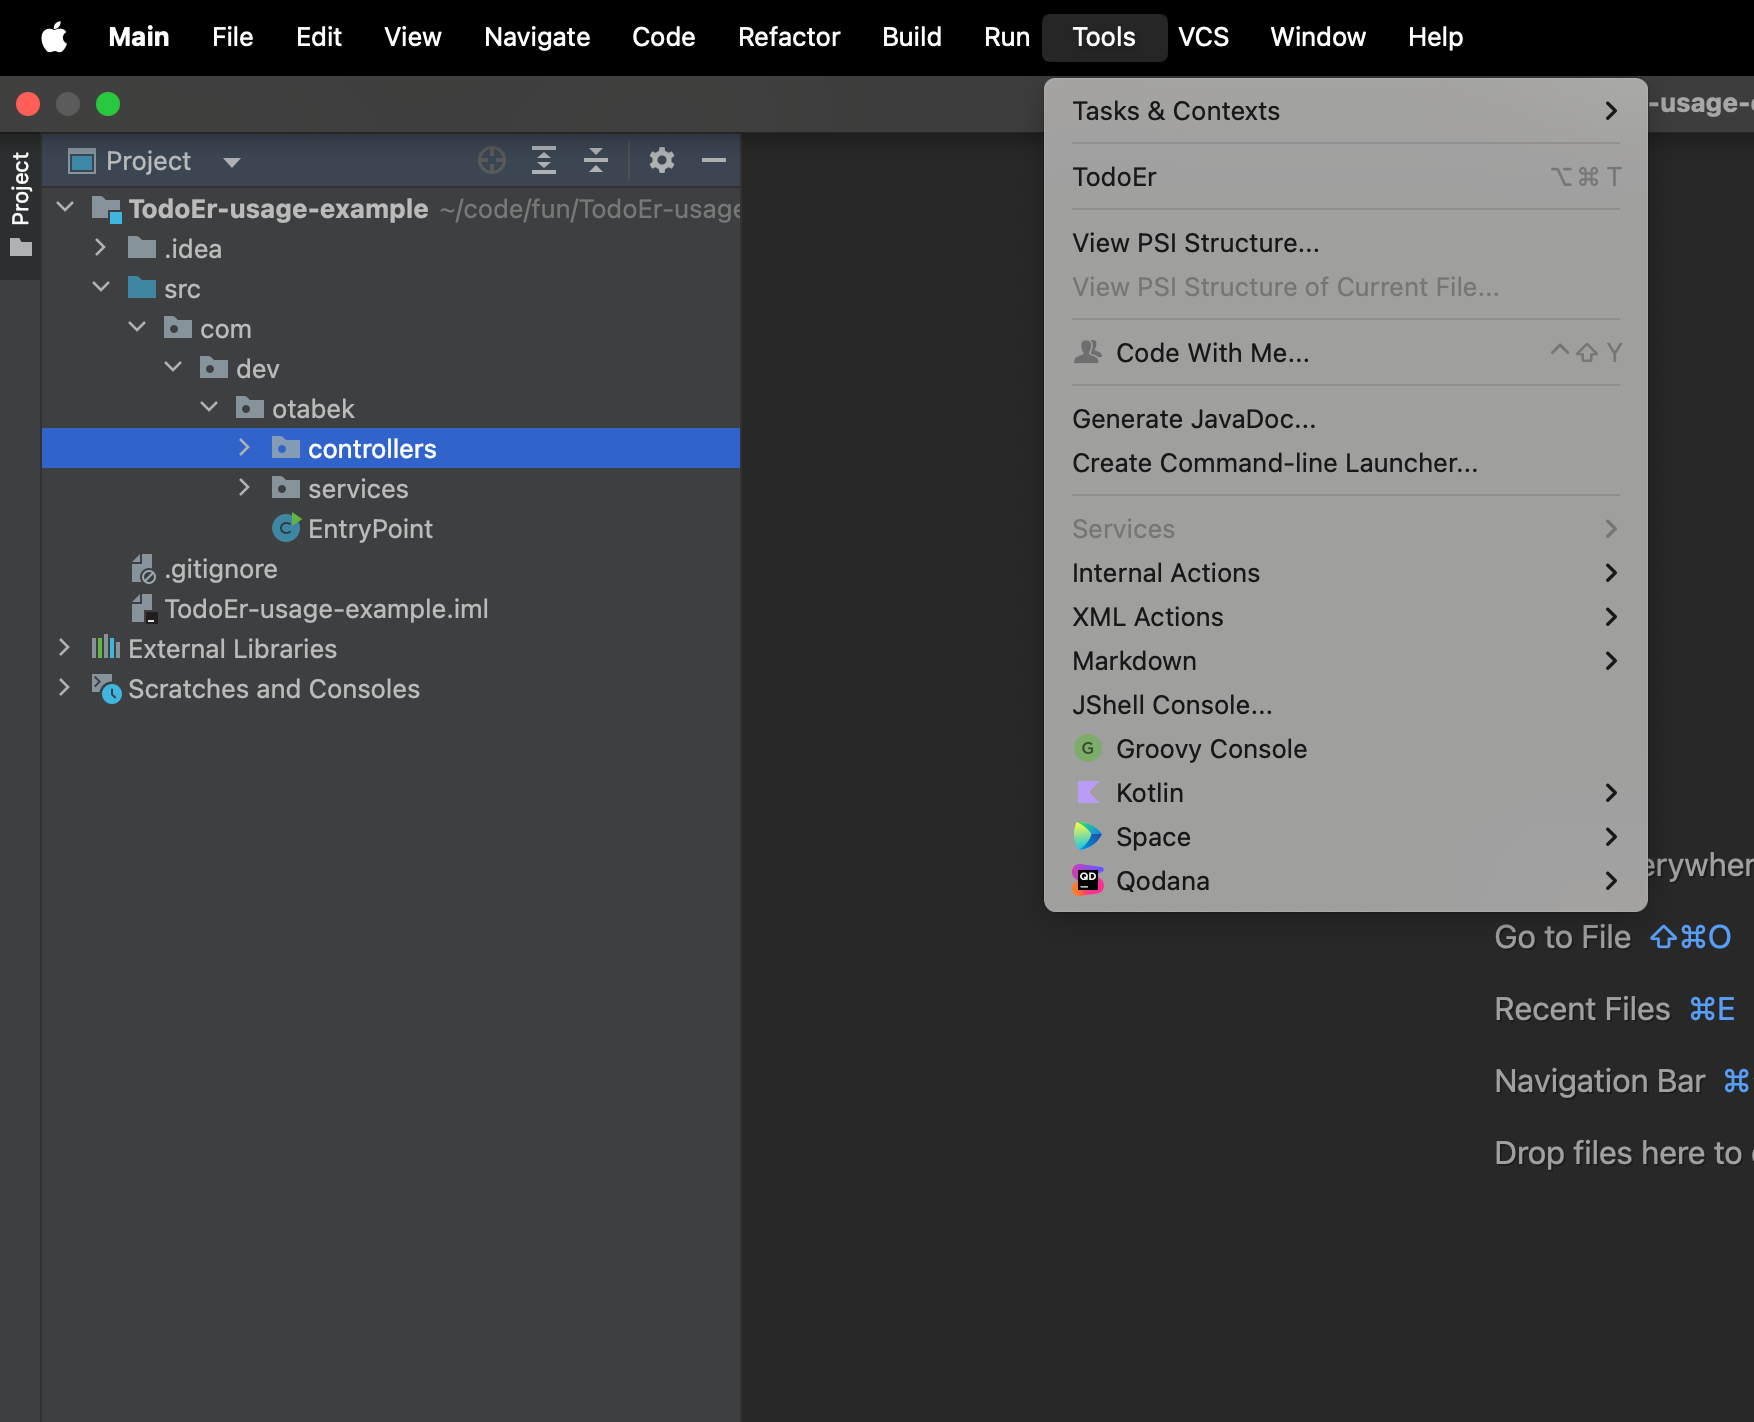 Main File Edit View Navigate Code Refactor Build Run Tools VCS Window Help
-usage-
Project
Project
TodoEr-usage-example ~/code/fun/TodoEr-usage
.idea
src
com
dev
otabek
controllers
services
EntryPoint
.gitignore
TodoEr-usage-example.iml
External Libraries
Scratches and Consoles
Tasks & Contexts
TodoEr ⌥⌘T
View PSI Structure...
View PSI Structure of Current File...
Code With Me... ^⇧Y
Generate JavaDoc...
Create Command-line Launcher...
Services
Internal Actions
XML Actions
Markdown
JShell Console...
G Groovy Console
Kotlin
Space
QD Qodana
erywher
Go to File ⇧⌘O
Recent Files ⌘E
Navigation Bar ⌘
Drop files here to